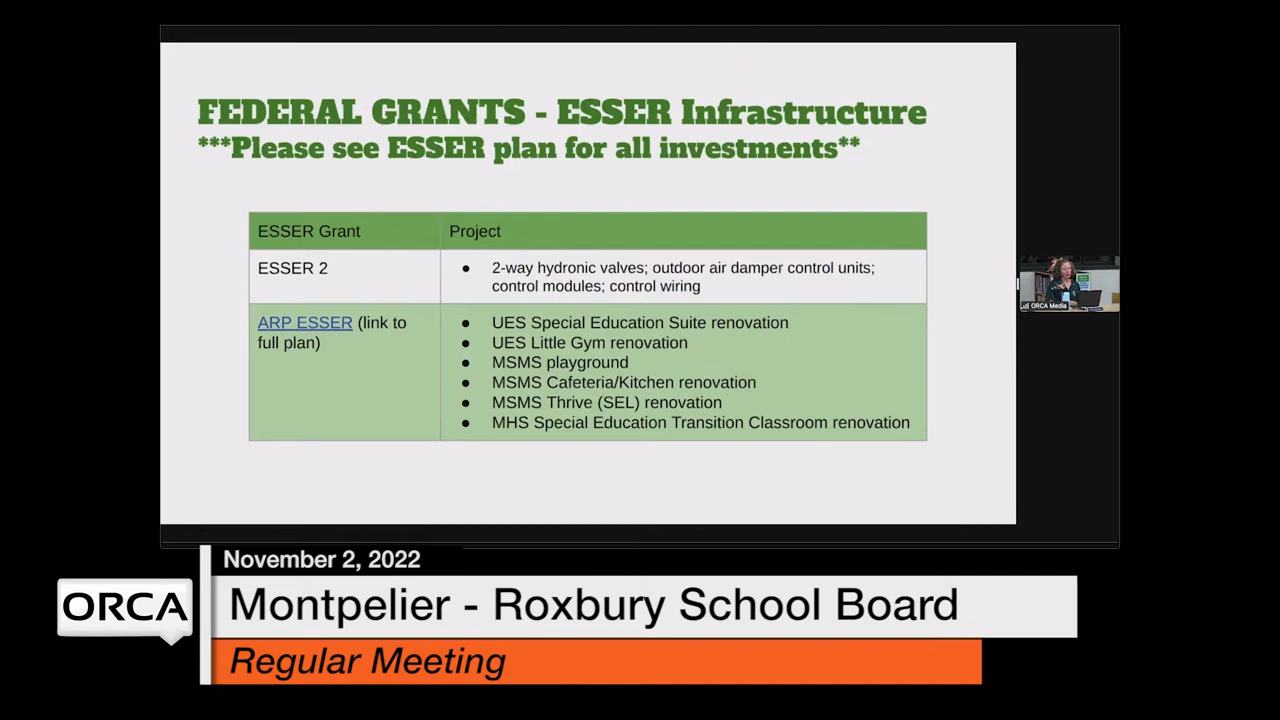 FEDERAL GRANTS - ESSER Infrastructure
***Please see ESSER plan for all investments**
ESSER Grant
Project
ESSER 2
● 2-way hydronic valves; outdoor air damper control units;
control modules; control wiring
ARP ESSER (link to
full plan)
● UES Special Education Suite renovation
● UES Little Gym renovation
● MSMS playground
● MSMS Cafeteria/Kitchen renovation
● MSMS Thrive (SEL) renovation
● MHS Special Education Transition Classroom renovation
ORCA Media
November 2, 2022
ORCA
Montpelier - Roxbury School Board
Regular Meeting